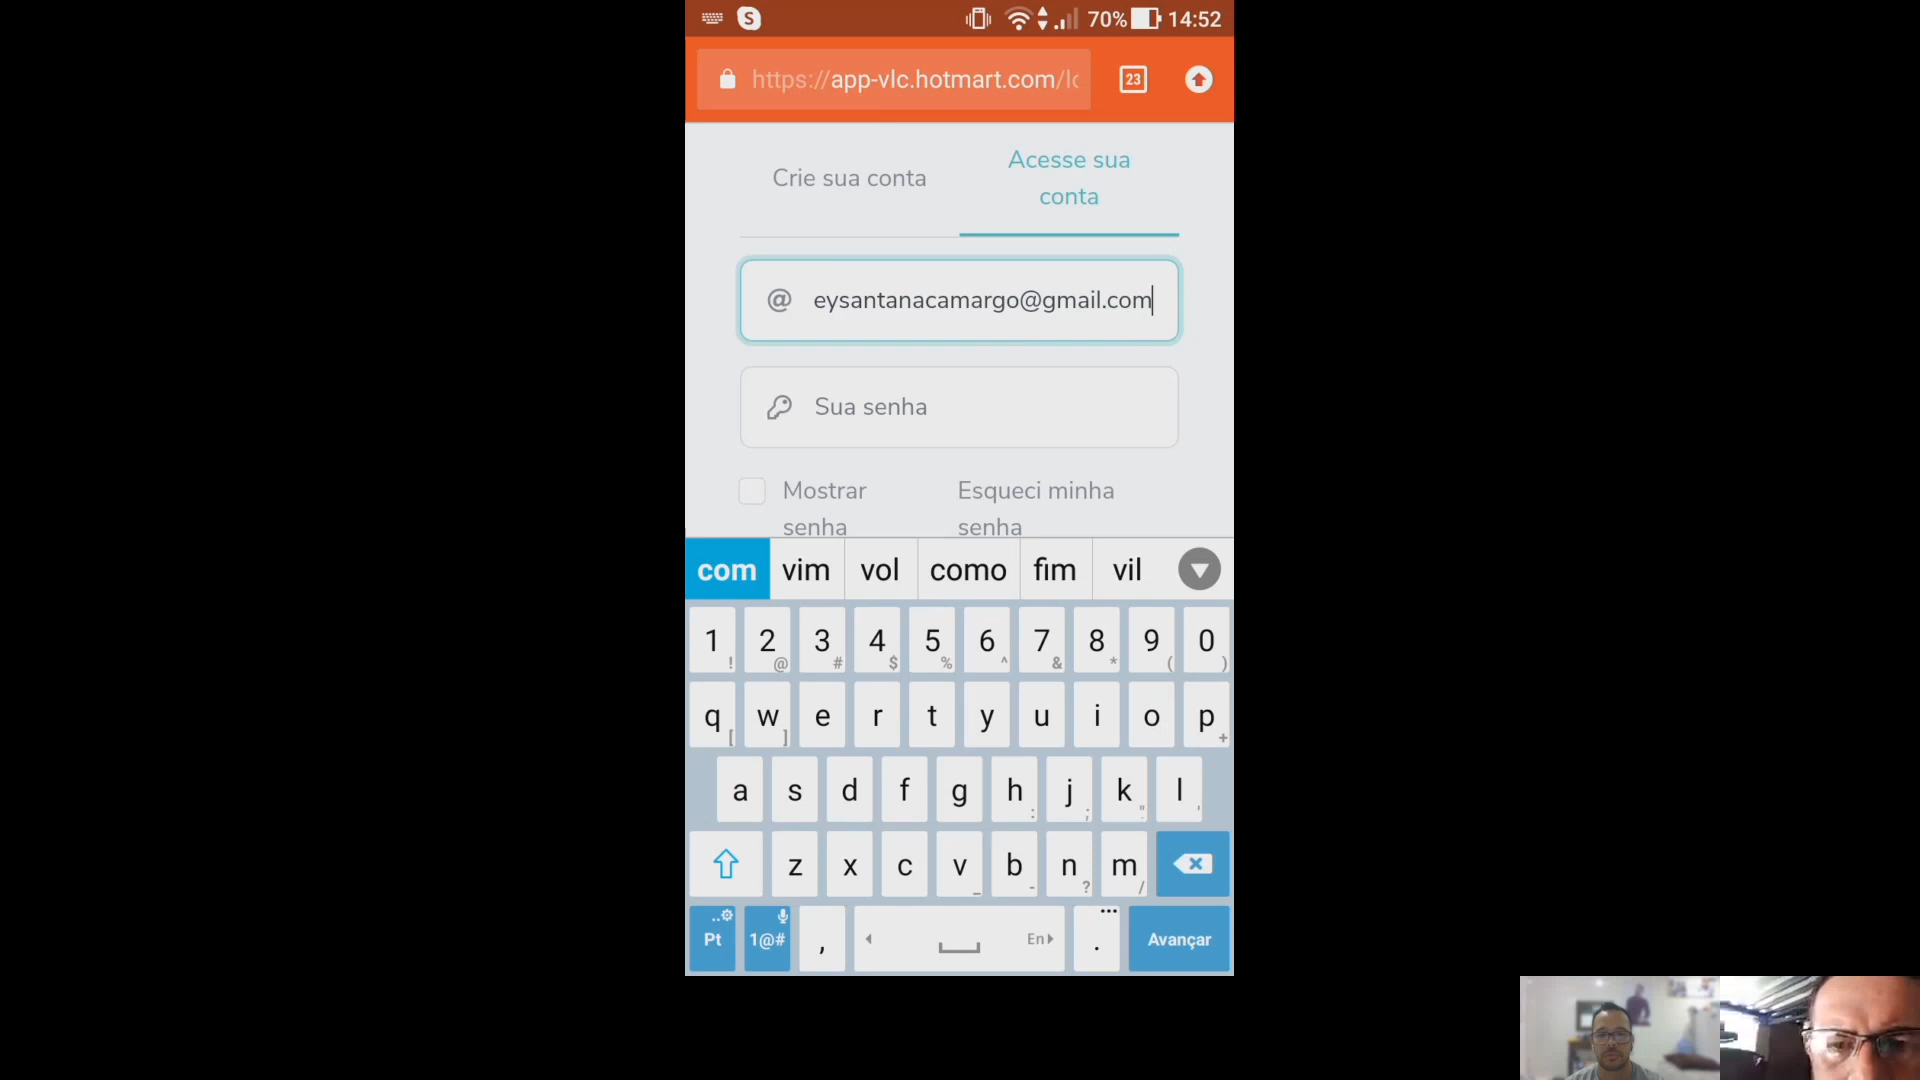 S 70% 14:52
https://app-vlc.hotmart.com/lo 23
Crie sua conta
Acesse sua
conta
@ eysantanacamargo@gmail.com
Sua senha
Mostrar
senha
Esqueci minha
senha
com vim vol como fim vil
1 ! 2 @ 3 # 4 $ 5 % 6 ^ 7 & 8 * 9 ( 0 )
q [ w ] e r t y u i o p +
a s d f g h : j ; k " l '
z x c v _ b - n ? m /
Pt 1@# , En . ... Avançar